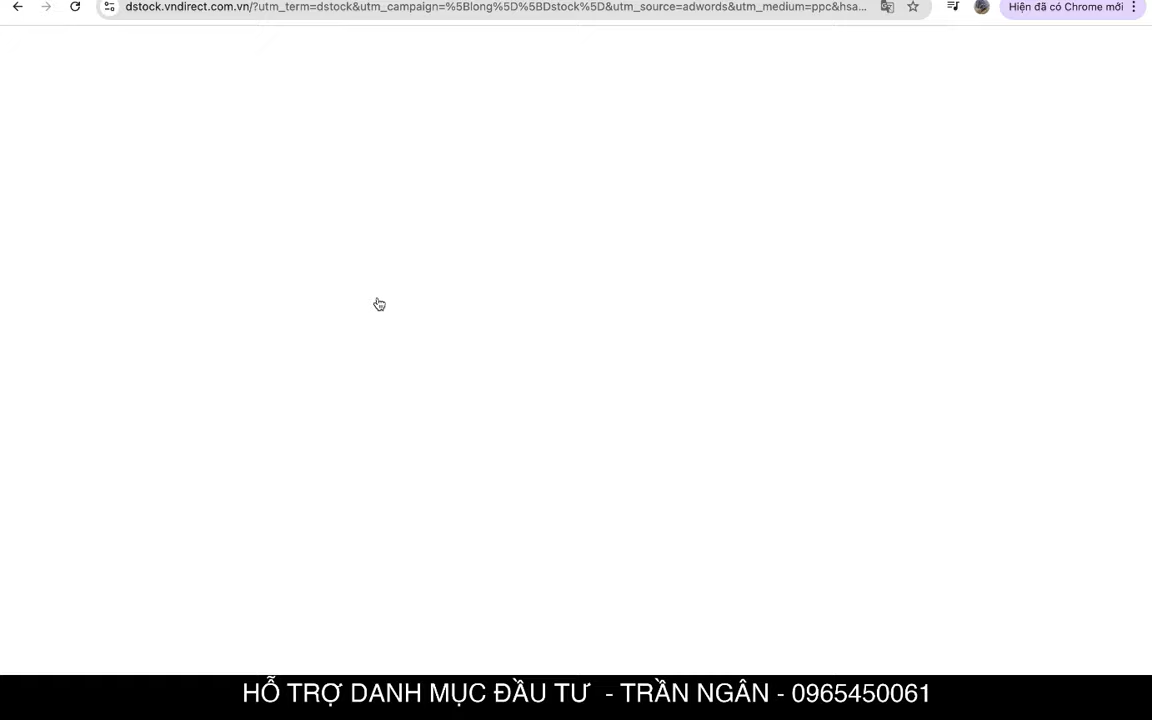 dstock.vndirect.com.vn/?utm_term=dstock&utm_campaign=%5Blong%5D%5BDstock%5D&utm_source=adwords&utm_medium=ppc&hsa...
Hiện đã có Chrome mới
HỖ TRỢ DANH MỤC ĐẦU TƯ - TRẦN NGÂN - 0965450061